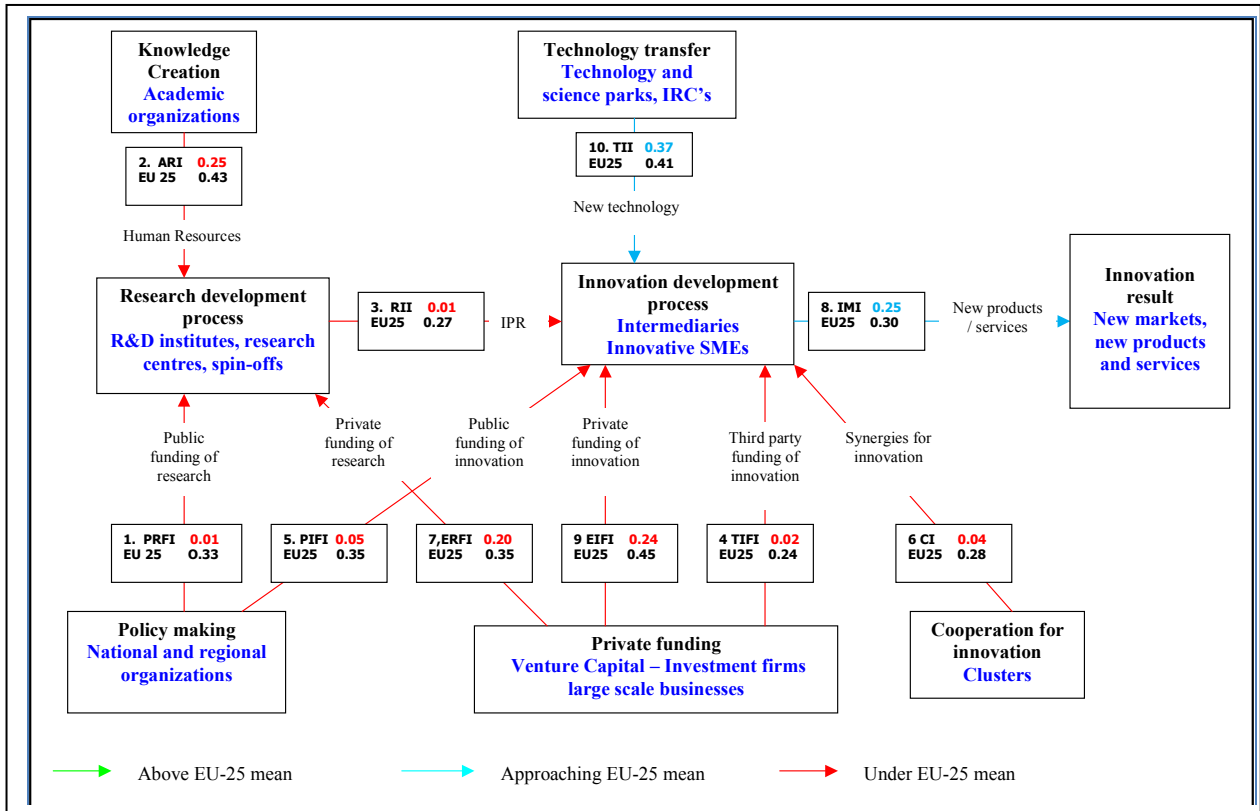 Knowledge
Creation
Academic
organizations
Technology transfer
Technology and
science parks, IRC's
2. ARI 0.25
EU 25 0.43
10. TII 0.37
EU25 0.41
Human Resources
New technology
Research development
process
R&D institutes, research
centres, spin-offs
3. RII 0.01
EU25 0.27
IPR
Innovation development
process
Intermediaries
Innovative SMEs
8. IMI 0.25
EU25 0.30
New products
/ services
Innovation
result
New markets,
new products
and services
Public
funding of
research
Private
funding of
research
Public
funding of
innovation
Private
funding of
innovation
Third party
funding of
innovation
Synergies for
innovation
1. PRFI 0.01
EU 25 O.33
5. PIFI 0.05
EU25 0.35
7,ERFI 0.20
EU25 0.35
9 EIFI 0.24
EU25 0.45
4 TIFI 0.02
EU25 0.24
6 CI 0.04
EU25 0.28
Policy making
National and regional
organizations
Private funding
Venture Capital – Investment firms
large scale businesses
Cooperation for
innovation
Clusters
Above EU-25 mean
Approaching EU-25 mean
Under EU-25 mean